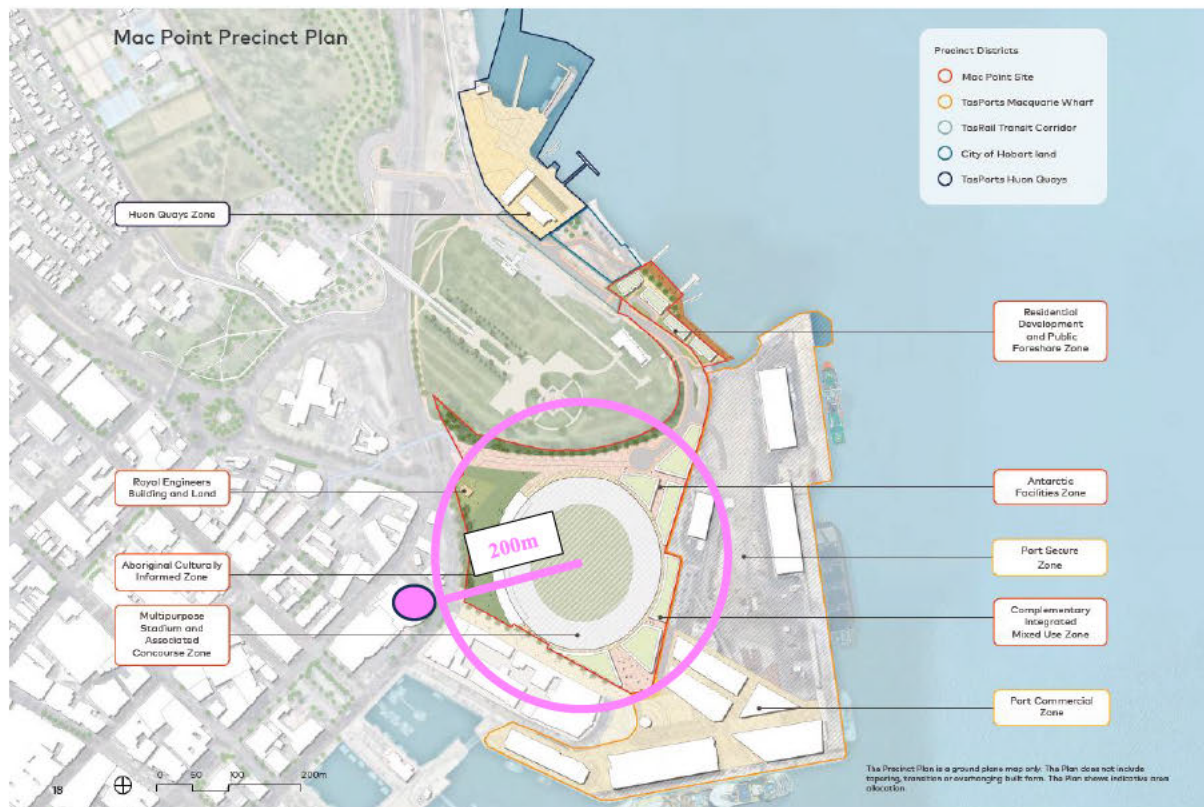 Mac Point Precinct Plan
Precinct Districts
Mac Point Site
TasPorts Macquarie Wharf
TasRail Transit Corridor
City of Hobart land
TasPorts Huon Quays
Huon Quays Zone
Residential
Development
and Public
Foreshore Zone
Royal Engineers
Building and Land
Antarctic
Facilities Zone
200m
Aboriginal Culturally
Informed Zone
Port Secure
Zone
Multipurpose
Stadium and
Associated
Concourse Zone
Complementary
Integrated
Mixed Use Zone
Port Commercial
Zone
18
0 50 100 200m
The Precinct Plan is a ground plane map only. The Plan does not include
tapering, transition or overhanging built form. The Plan shows indicative area
allocation.